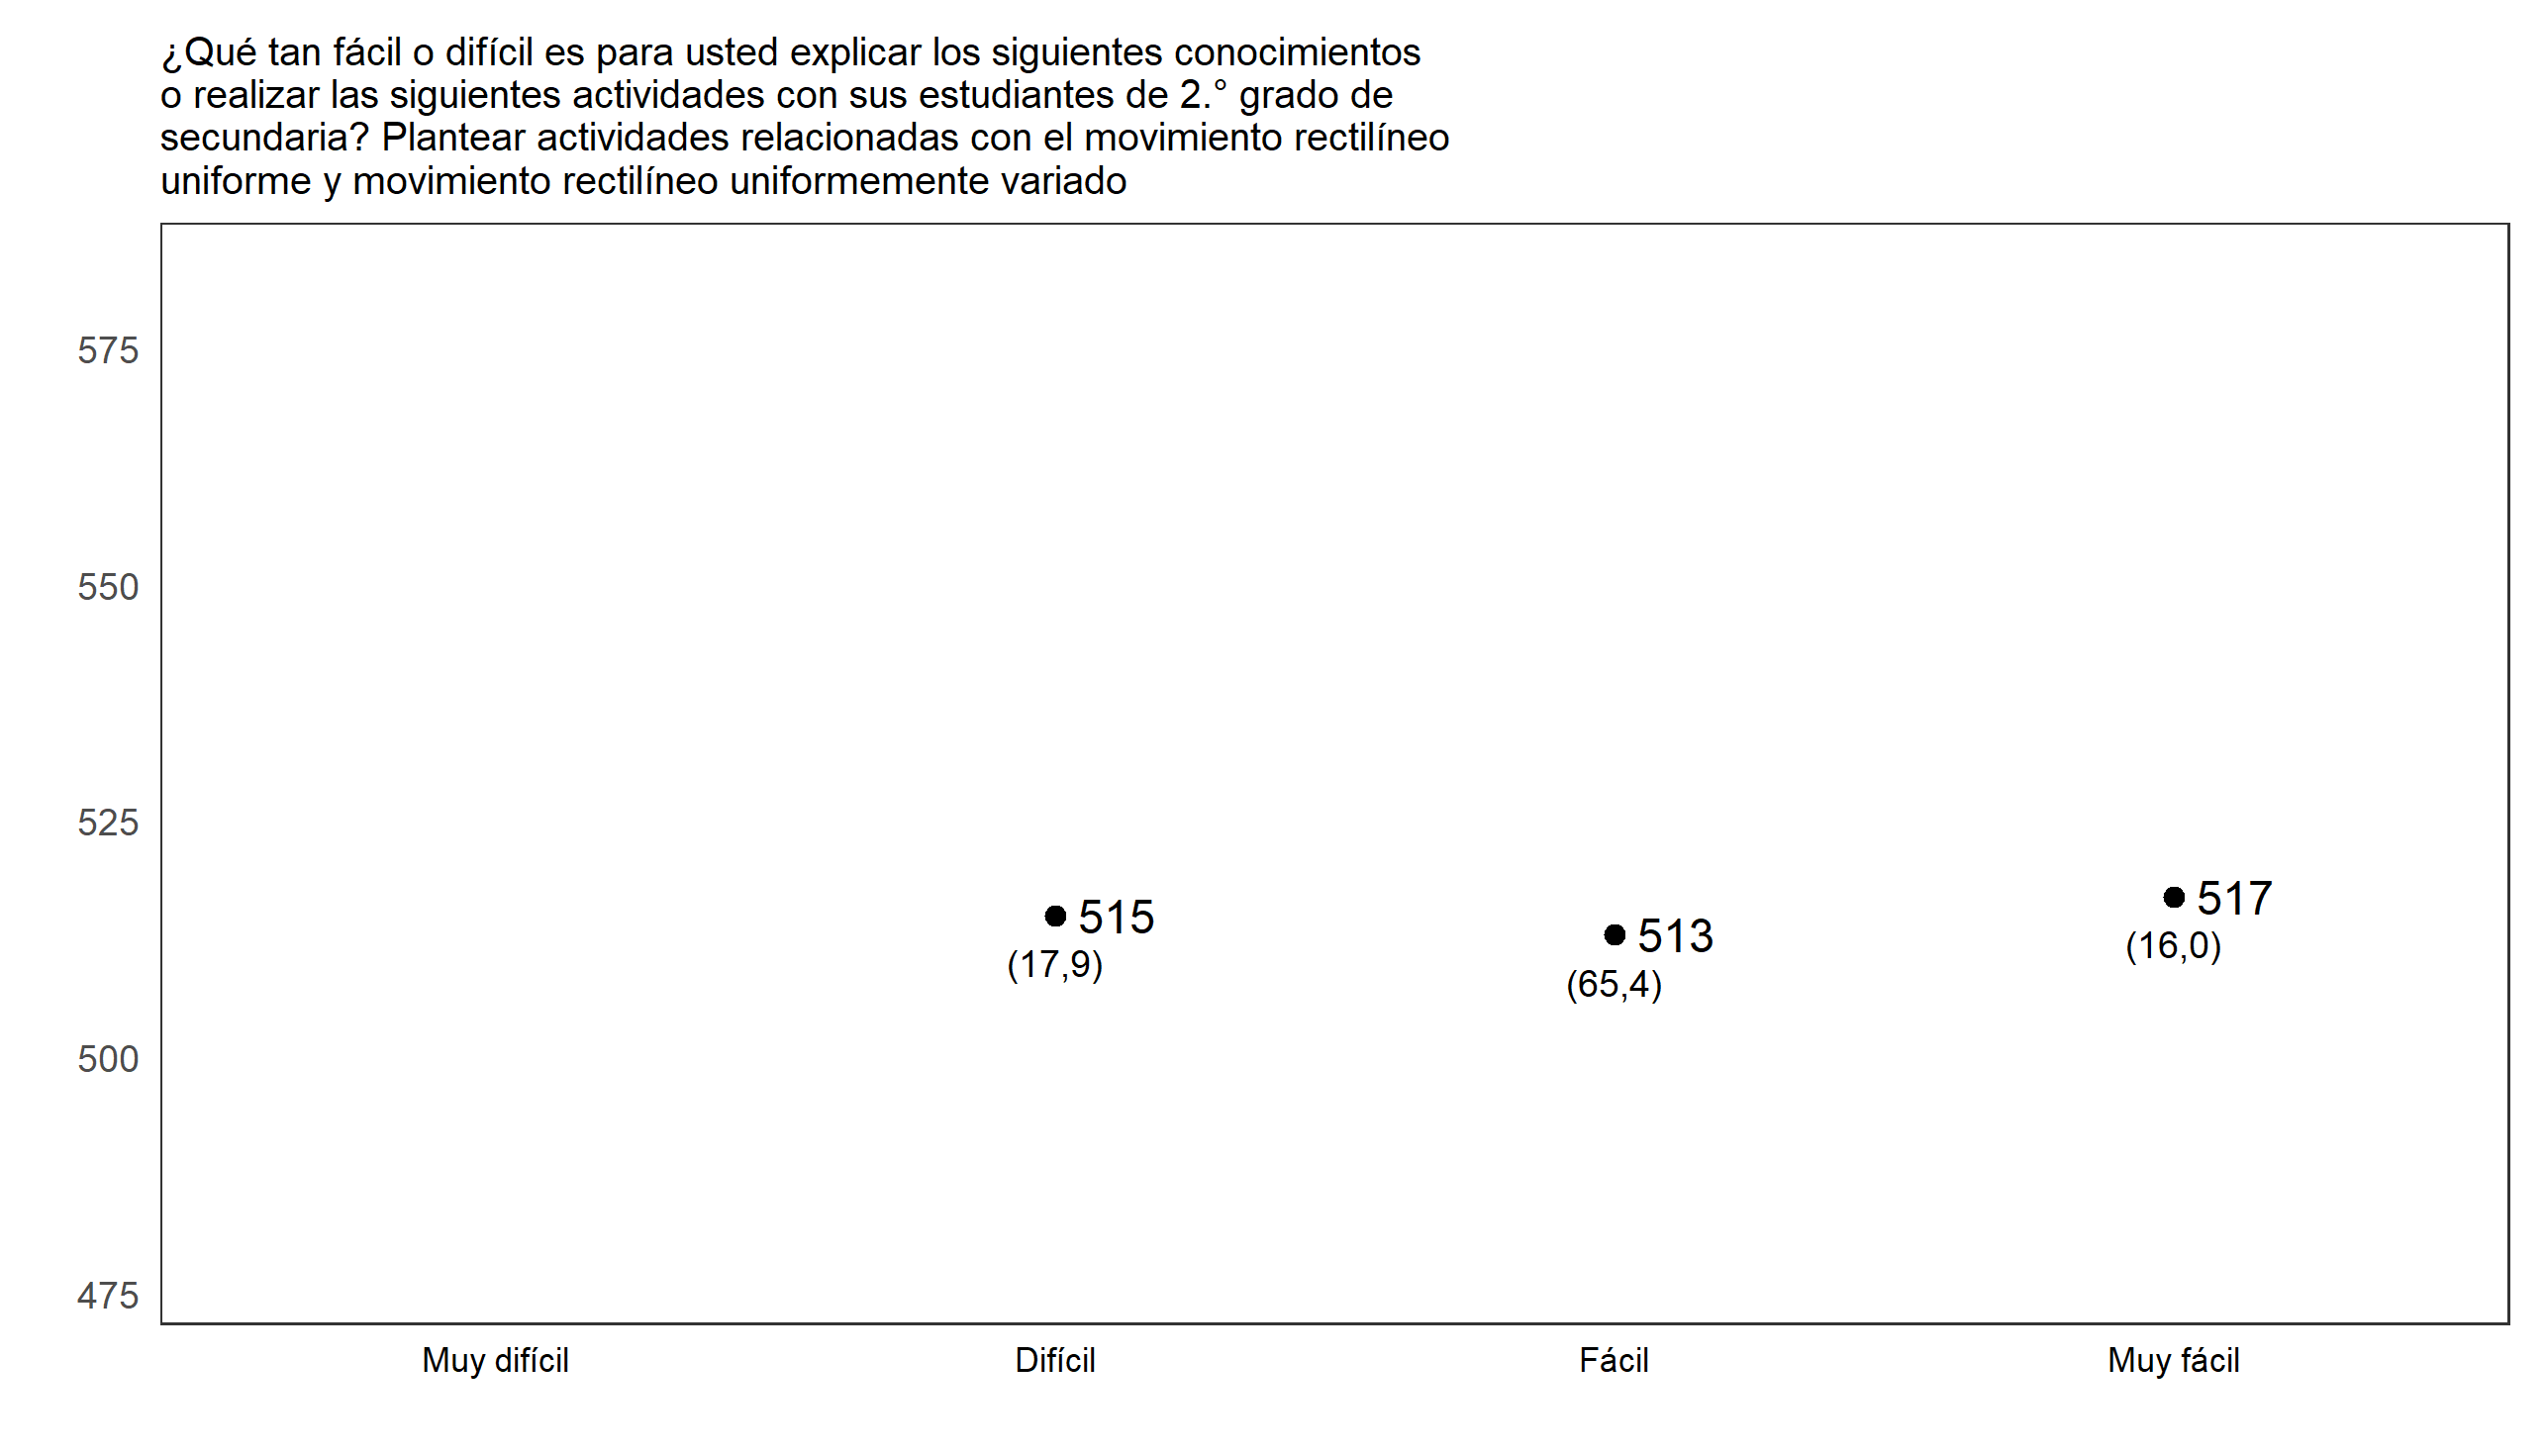 ¿Qué tan fácil o difícil es para usted explicar los siguientes conocimientos
o realizar las siguientes actividades con sus estudiantes de 2.° grado de
secundaria? Plantear actividades relacionadas con el movimiento rectilíneo
uniforme y movimiento rectilíneo uniformemente variado
575
550
525
517
515
513
(16,0)
(17,9)
(65,4)
500
475
Muy difícil
Difícil
Fácil
Muy fácil